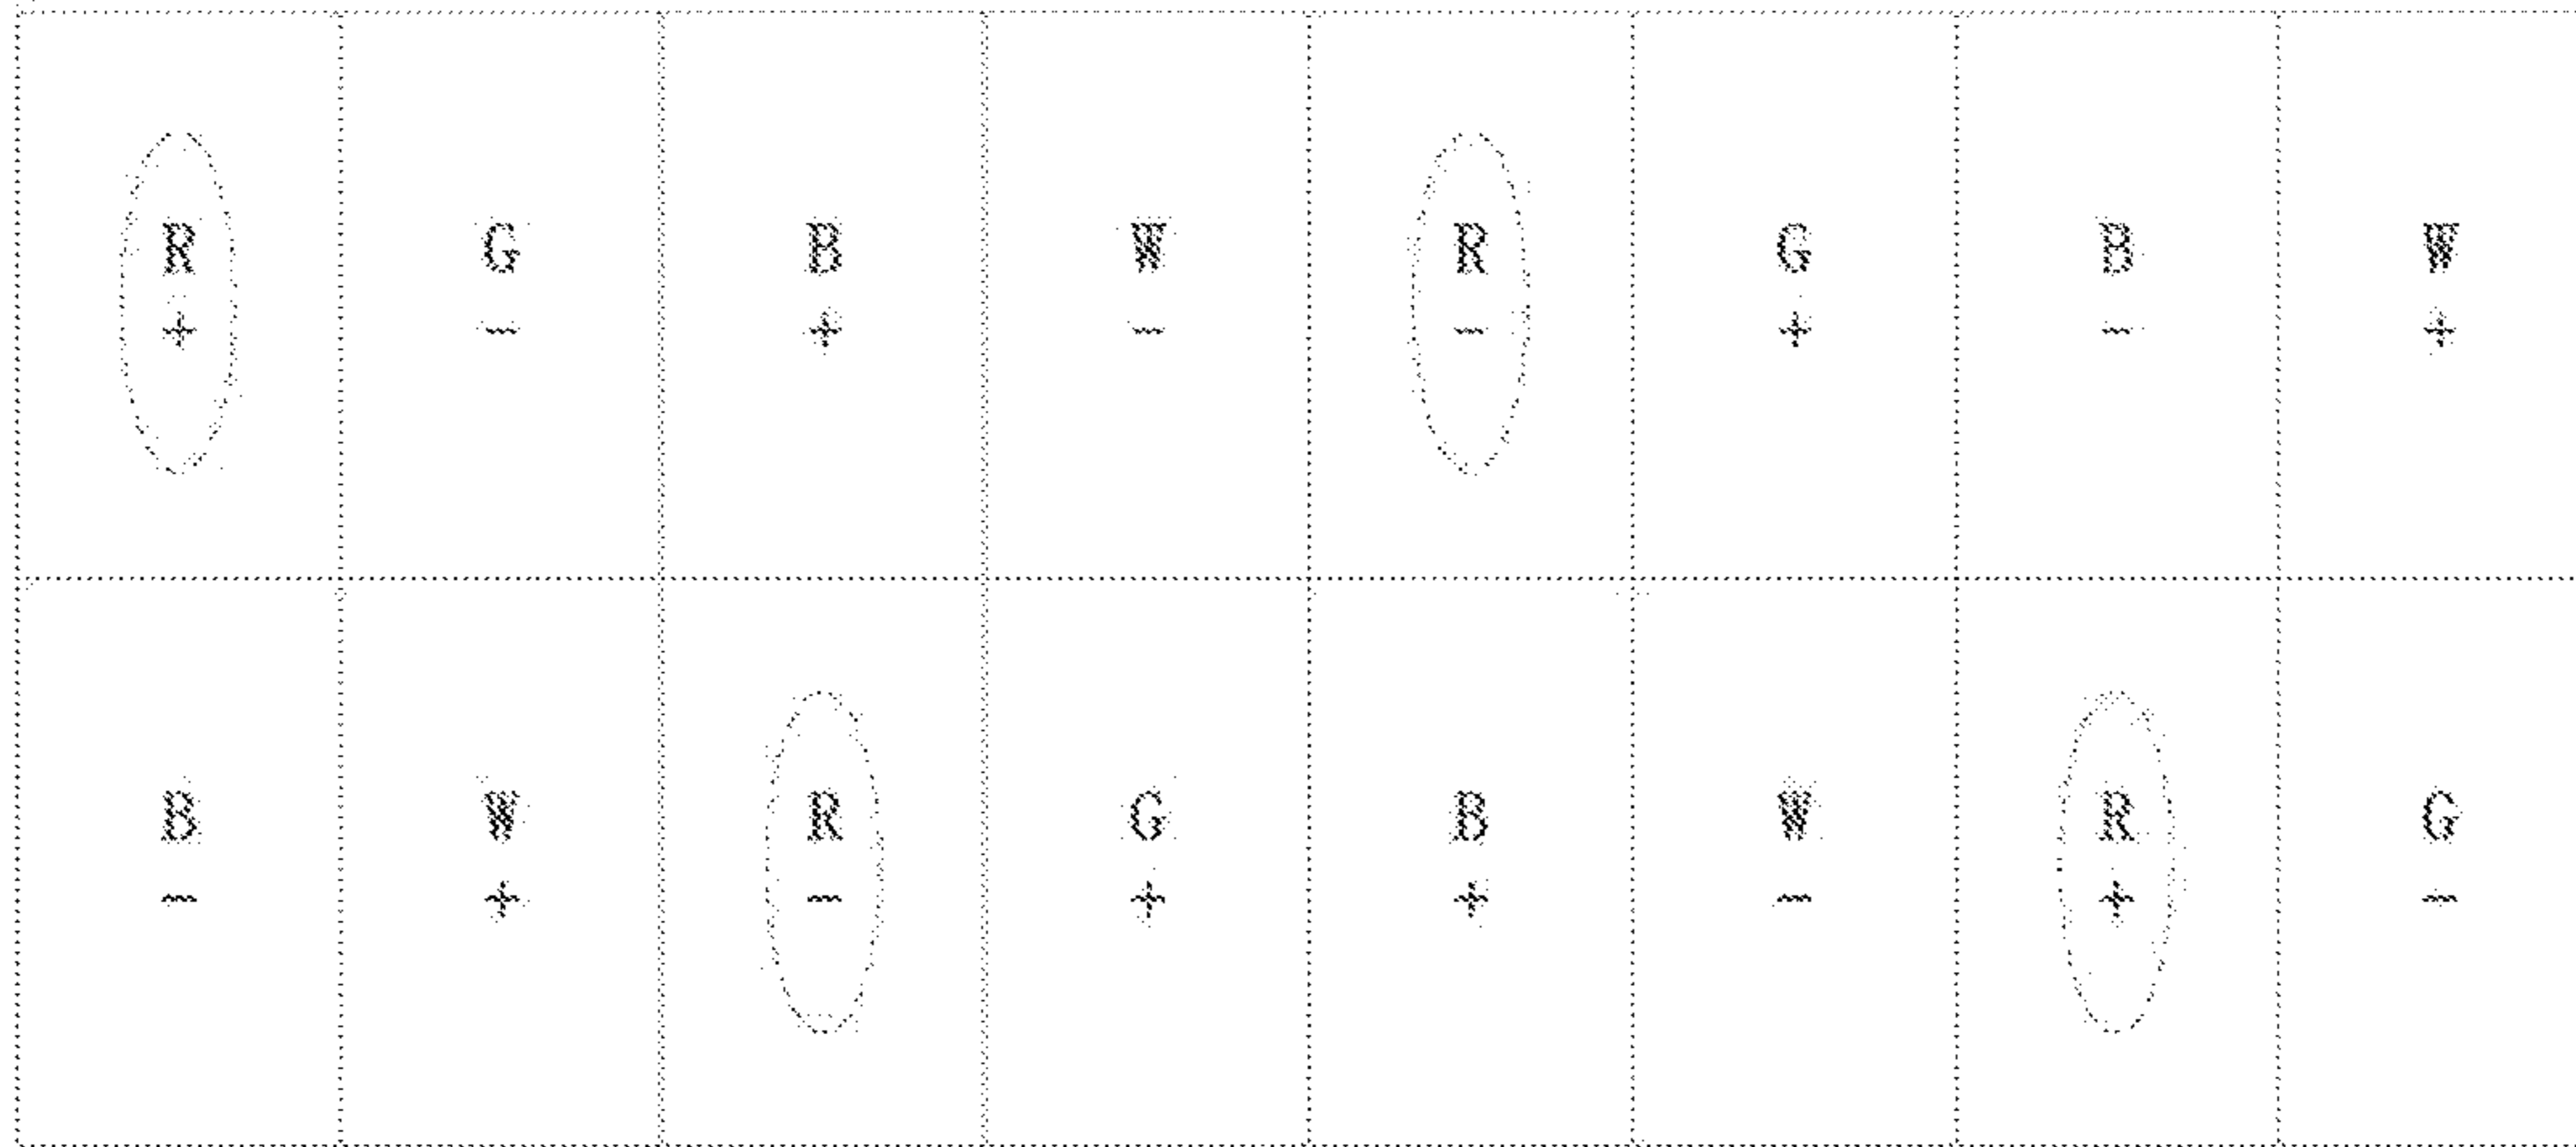 R G B W R G B W
+ − + − − + − +
B W R G B W R G
− + − + + − + −